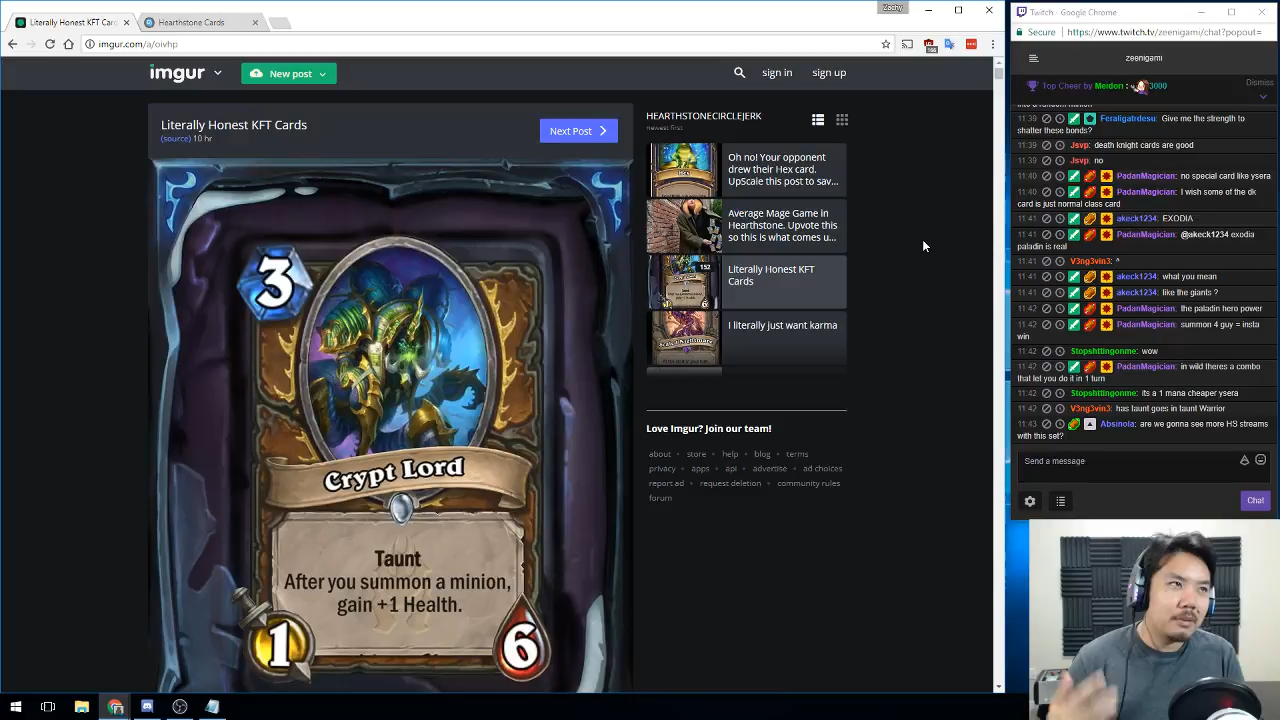 Zachy
Literally Honest KFT Card
Hearthstone Cards
imgur.com/a/oivhp
166
imgur
New post
sign in
sign up
Literally Honest KFT Cards
(source) 10 hr
Next Post
3
Crypt Lord
Taunt
After you summon a minion,
gain +1 Health.
1
6
HEARTHSTONECIRCLEJERK
newest first
Oh no! Your opponent
drew their Hex card.
UpScale this post to sav...
Average Mage Game in
Hearthstone. Upvote this
so this is what comes u...
152
Literally Honest KFT
Cards
I literally just want karma
Love Imgur? Join our team!
about store help blog terms
privacy apps api advertise ad choices
report ad request deletion community rules
forum
Twitch - Google Chrome
Secure https://www.twitch.tv/zeenigami/chat?popout=
zeenigami
Top Cheer by Meidon : 3000
Dismiss
into a random minion
11:39 Feraligatrdesu: Give me the strength to
shatter these bonds?
11:39 Jsvp: death knight cards are good
11:39 Jsvp: no
11:40 PadanMagician: no special card like ysera
11:40 PadanMagician: I wish some of the dk
card is just normal class card
11:41 akeck1234: EXODIA
11:41 PadanMagician: @akeck1234 exodia
paladin is real
11:41 V3ng3vin3: ^
11:41 akeck1234: what you mean
11:41 akeck1234: like the giants ?
11:42 PadanMagician: the paladin hero power
11:42 PadanMagician: summon 4 guy = insta
win
11:42 Stopshttingonme: wow
11:42 PadanMagician: in wild theres a combo
that let you do it in 1 turn
11:42 Stopshttingonme: its a 1 mana cheaper ysera
11:42 V3ng3vin3: has taunt goes in taunt Warrior
11:43 Absinola: are we gonna see more HS streams
with this set?
Send a message
Chat